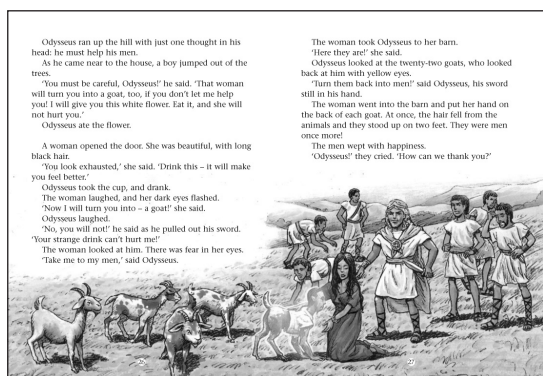 Odysseus ran up the hill with just one thought in his
head: he must help his men.
As he came near to the house, a boy jumped out of the
trees.
‘You must be careful, Odysseus!’ he said. ‘That woman
will turn you into a goat, too, if you don't let me help
you! I will give you this white flower. Eat it, and she will
not hurt you.’
Odysseus ate the flower.
A woman opened the door. She was beautiful, with long
black hair.
‘You look exhausted,’ she said. ‘Drink this – it will make
you feel better.’
Odysseus took the cup, and drank.
The woman laughed, and her dark eyes flashed.
‘Now I will turn you into – a goat!’ she said.
Odysseus laughed.
‘No, you will not!’ he said as he pulled out his sword.
‘Your strange drink can't hurt me!’
The woman looked at him. There was fear in her eyes.
‘Take me to my men,’ said Odysseus.
26
The woman took Odysseus to her barn.
‘Here they are!’ she said.
Odysseus looked at the twenty-two goats, who looked
back at him with yellow eyes.
‘Turn them back into men!’ said Odysseus, his sword
still in his hand.
The woman went into the barn and put her hand on
the back of each goat. At once, the hair fell from the
animals and they stood up on two feet. They were men
once more!
The men wept with happiness.
‘Odysseus!’ they cried. ‘How can we thank you?’
27